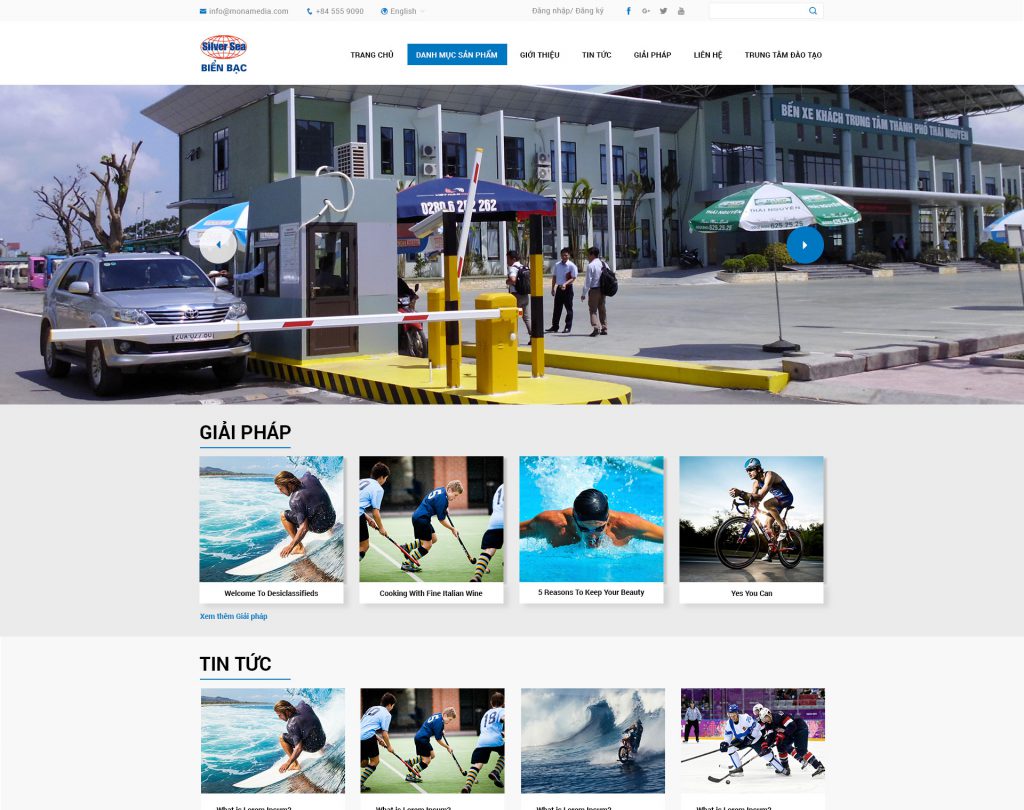 info@monamedia.com
+84 555 9090
English
Đăng nhập/ Đăng ký
Silver Sea
BIỂN BẠC
TRANG CHỦ
DANH MỤC SẢN PHẨM
GIỚI THIỆU
TIN TỨC
GIẢI PHÁP
LIÊN HỆ
TRUNG TÂM ĐÀO TẠO
BẾN XE KHÁCH TRUNG TÂM THÀNH PHỐ THÁI NGUYÊN
THÁI NGUYÊN
625.25.25
GIẢI PHÁP
Welcome To Desiclassifieds
Cooking With Fine Italian Wine
5 Reasons To Keep Your Beauty
Yes You Can
Xem thêm Giải pháp
TIN TỨC
What is Lorem Ipsum?
What is Lorem Ipsum?
What is Lorem Ipsum?
What is Lorem Ipsum?